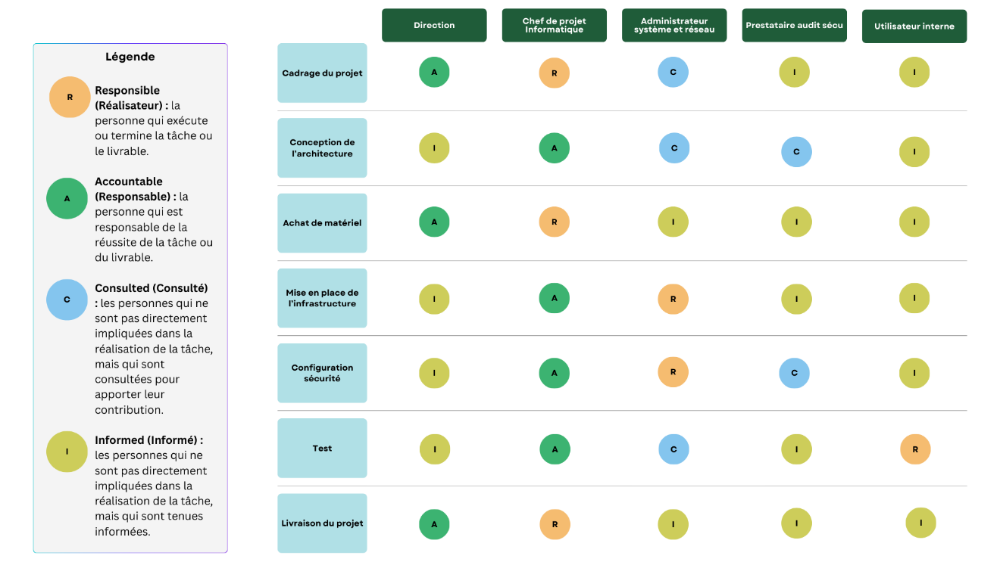 Direction
Chef de projet
Informatique
Administrateur
système et réseau
Prestataire audit sécu
Utilisateur interne
Légende
R
Responsible
(Réalisateur) : la
personne qui exécute
ou termine la tâche ou
le livrable.
A
Accountable
(Responsable) : la
personne qui est
responsable de la
réussite de la tâche ou
du livrable.
C
Consulted (Consulté)
: les personnes qui ne
sont pas directement
impliquées dans la
réalisation de la tâche,
mais qui sont
consultées pour
apporter leur
contribution.
I
Informed (Informé) :
les personnes qui ne
sont pas directement
impliquées dans la
réalisation de la tâche,
mais qui sont tenues
informées.
Cadrage du projet
A
R
C
I
I
Conception de
l'architecture
I
A
C
C
I
Achat de matériel
A
R
I
I
I
Mise en place de
l'infrastructure
I
A
R
I
I
Configuration
sécurité
I
A
R
C
I
Test
I
A
C
I
R
Livraison du projet
A
R
I
I
I